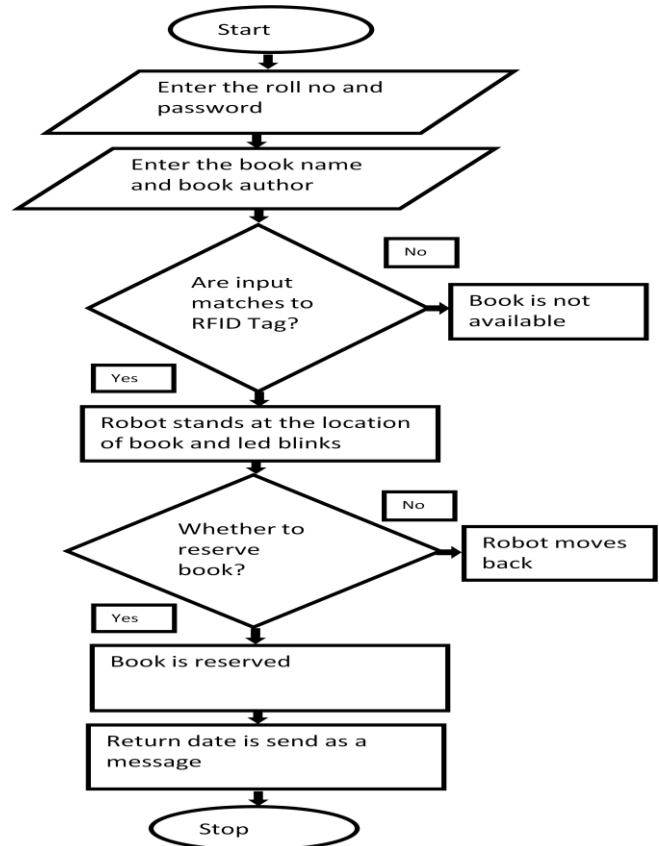 Start
Enter the roll no and
password
Enter the book name
and book author
No
Are input
matches to
RFID Tag?
Book is not
available
Yes
Robot stands at the location
of book and led blinks
No
Whether to
reserve
book?
Robot moves
back
Yes
Book is reserved
Return date is send as a
message
Stop